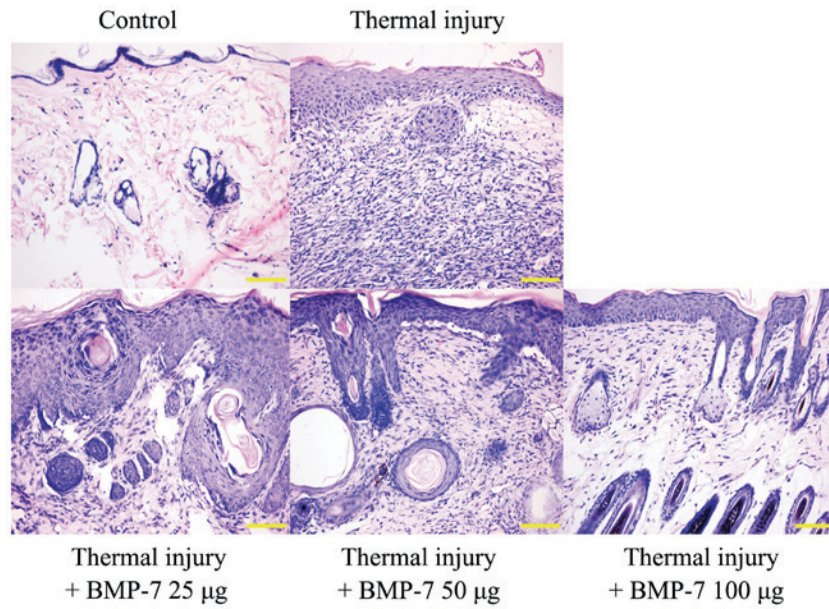 Control
Thermal injury
Thermal injury
+ BMP-7 25 μg
Thermal injury
+ BMP-7 50 μg
Thermal injury
+ BMP-7 100 μg